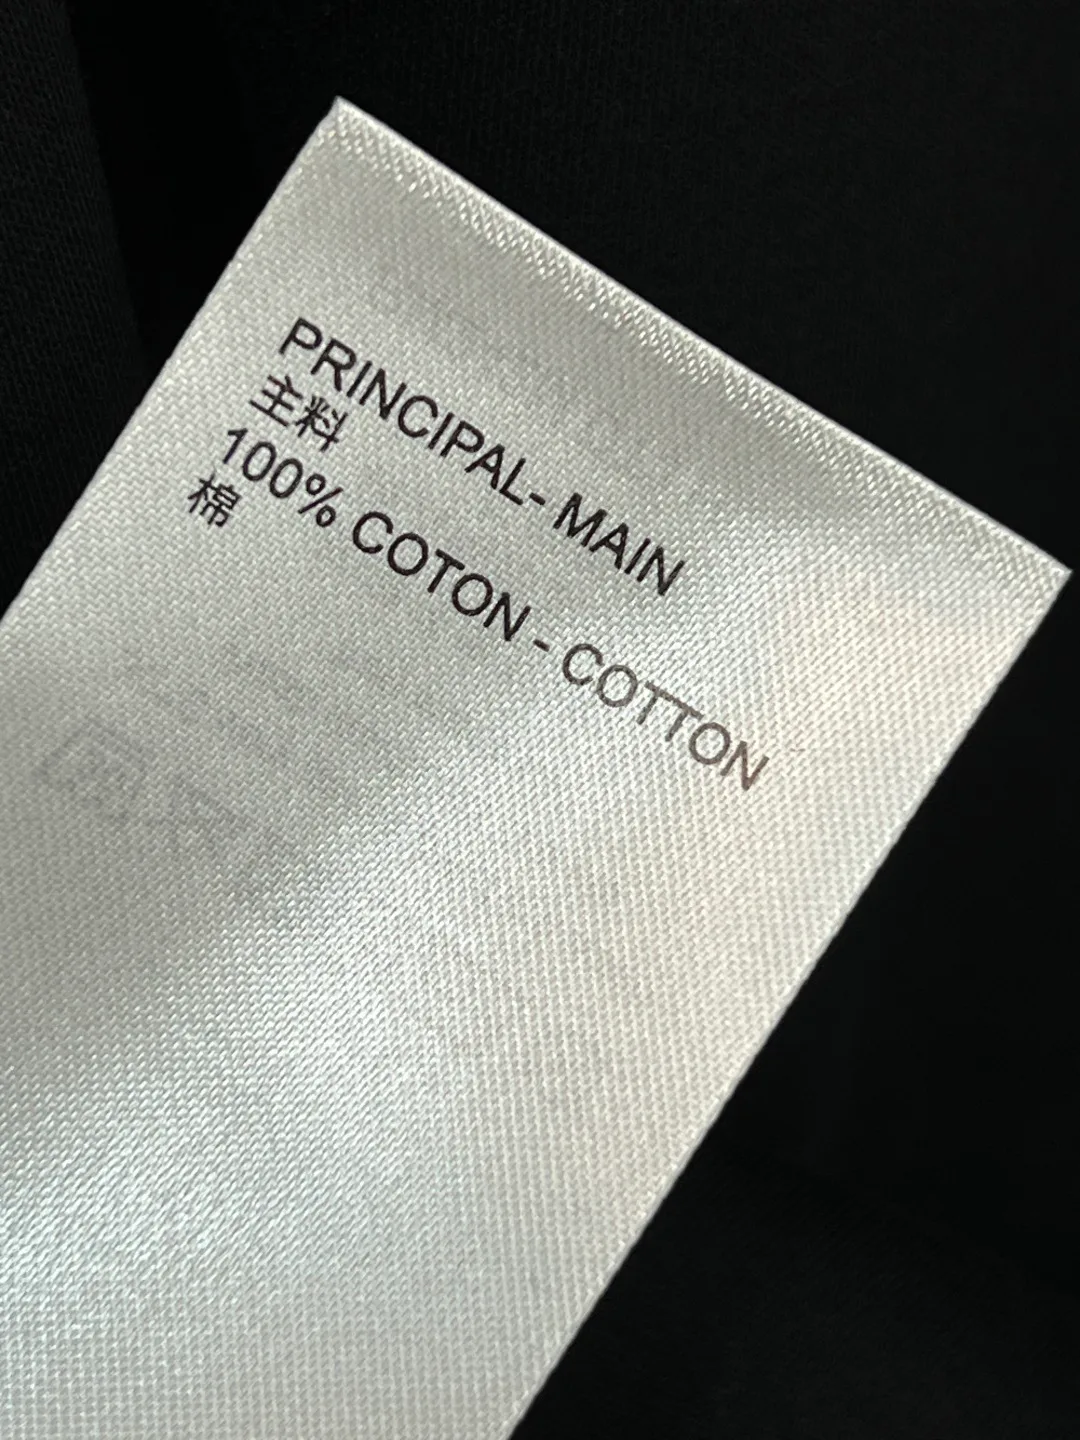 PRINCIPAL- MAIN
主料
100% COTON - COTTON
棉